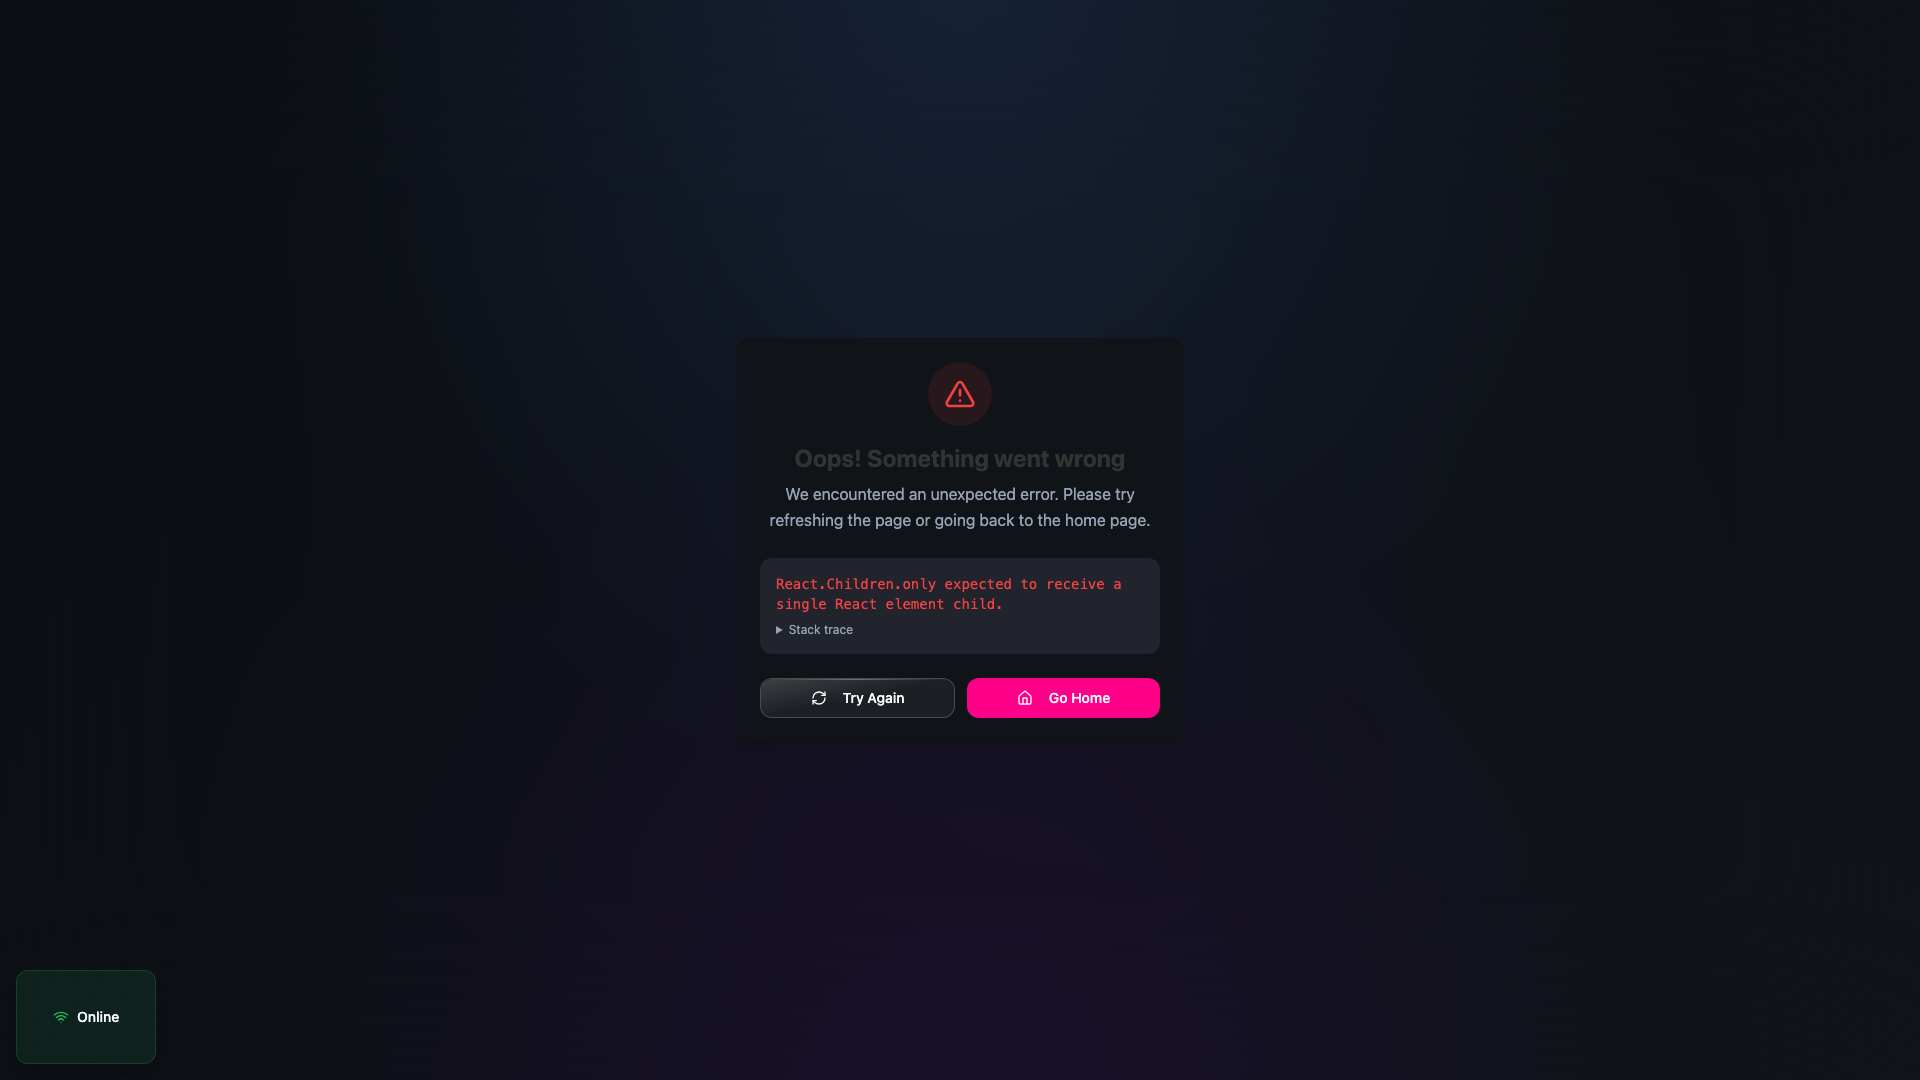 Oops! Something went wrong
We encountered an unexpected error. Please try
refreshing the page or going back to the home page.
React.Children.only expected to receive a
single React element child.
Stack trace
Try Again
Go Home
Online